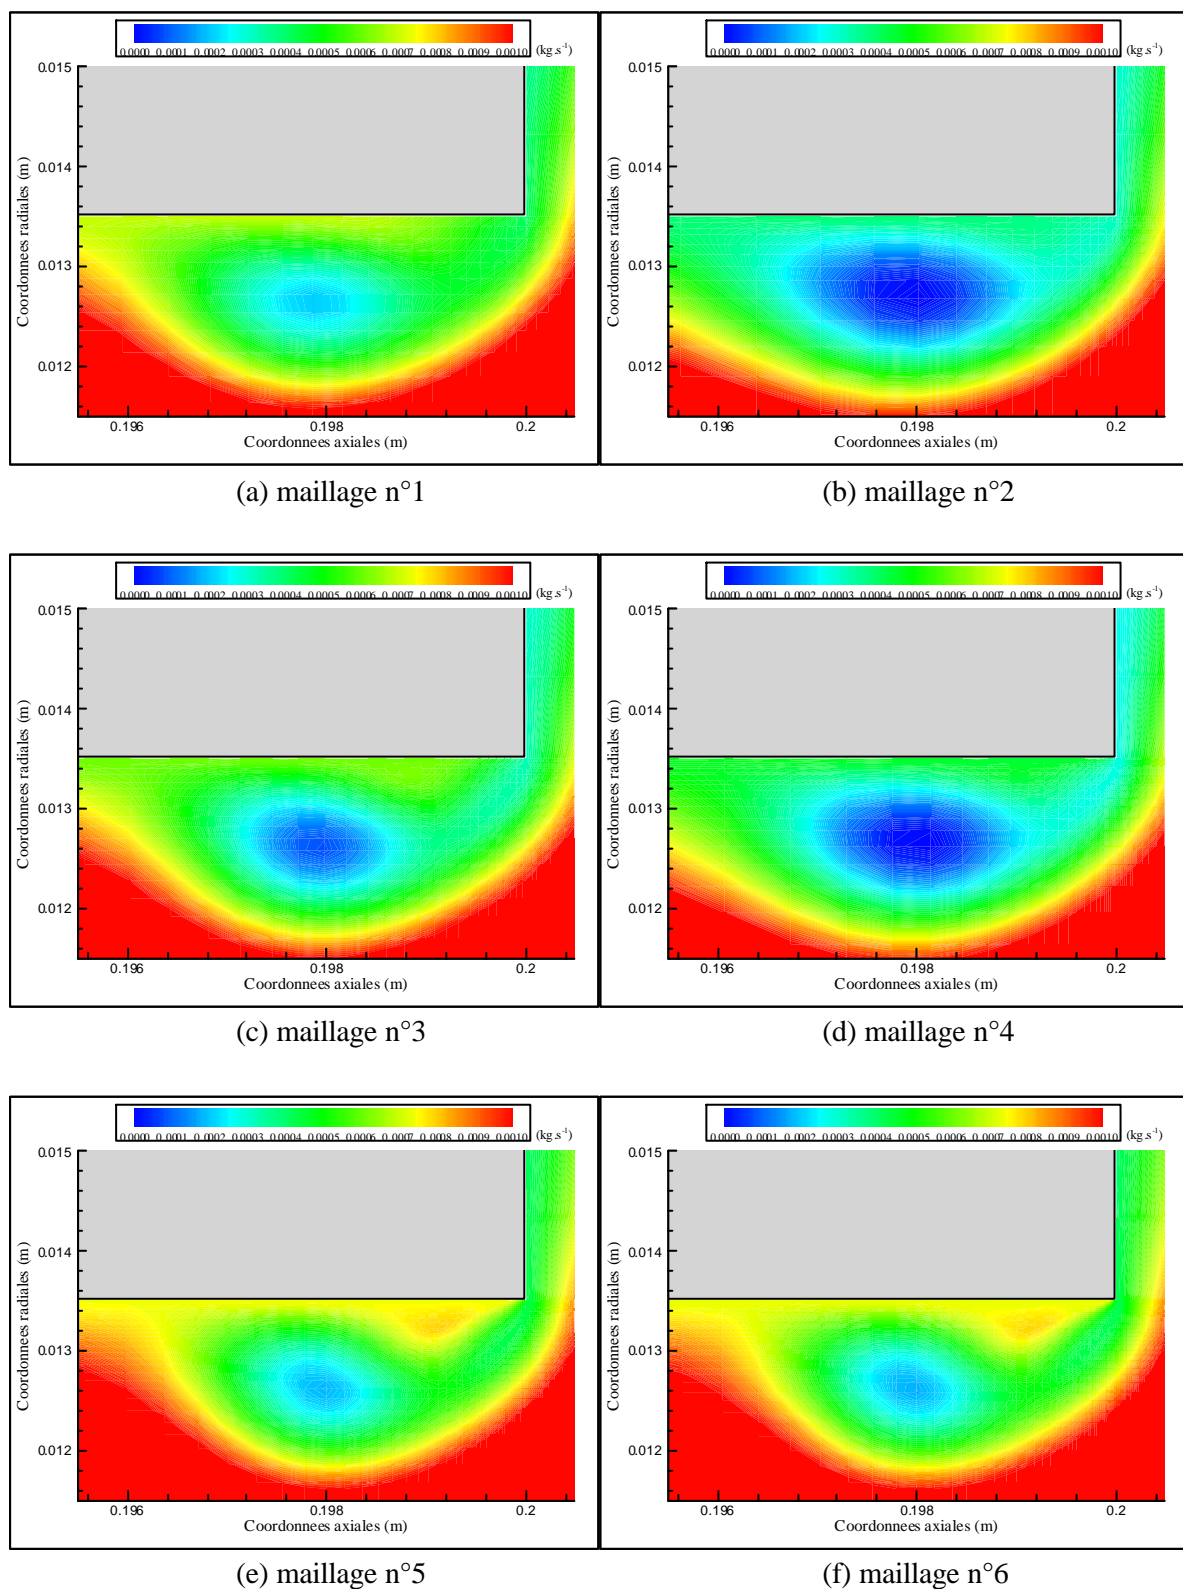 0.0000 0.0001 0.0002 0.0003 0.0004 0.0005 0.0006 0.0007 0.0008 0.0009 0.0010 (kg.s⁻¹)
0.015
0.014
0.013
0.012
Coordonnees radiales (m)
0.196 0.198 0.2
Coordonnees axiales (m)
(a) maillage n°1
0.0000 0.0001 0.0002 0.0003 0.0004 0.0005 0.0006 0.0007 0.0008 0.0009 0.0010 (kg.s⁻¹)
0.015
0.014
0.013
0.012
Coordonnees radiales (m)
0.196 0.198 0.2
Coordonnees axiales (m)
(b) maillage n°2
0.0000 0.0001 0.0002 0.0003 0.0004 0.0005 0.0006 0.0007 0.0008 0.0009 0.0010 (kg.s⁻¹)
0.015
0.014
0.013
0.012
Coordonnees radiales (m)
0.196 0.198 0.2
Coordonnees axiales (m)
(c) maillage n°3
0.0000 0.0001 0.0002 0.0003 0.0004 0.0005 0.0006 0.0007 0.0008 0.0009 0.0010 (kg.s⁻¹)
0.015
0.014
0.013
0.012
Coordonnees radiales (m)
0.196 0.198 0.2
Coordonnees axiales (m)
(d) maillage n°4
0.0000 0.0001 0.0002 0.0003 0.0004 0.0005 0.0006 0.0007 0.0008 0.0009 0.0010 (kg.s⁻¹)
0.015
0.014
0.013
0.012
Coordonnees radiales (m)
0.196 0.198 0.2
Coordonnees axiales (m)
(e) maillage n°5
0.0000 0.0001 0.0002 0.0003 0.0004 0.0005 0.0006 0.0007 0.0008 0.0009 0.0010 (kg.s⁻¹)
0.015
0.014
0.013
0.012
Coordonnees radiales (m)
0.196 0.198 0.2
Coordonnees axiales (m)
(f) maillage n°6